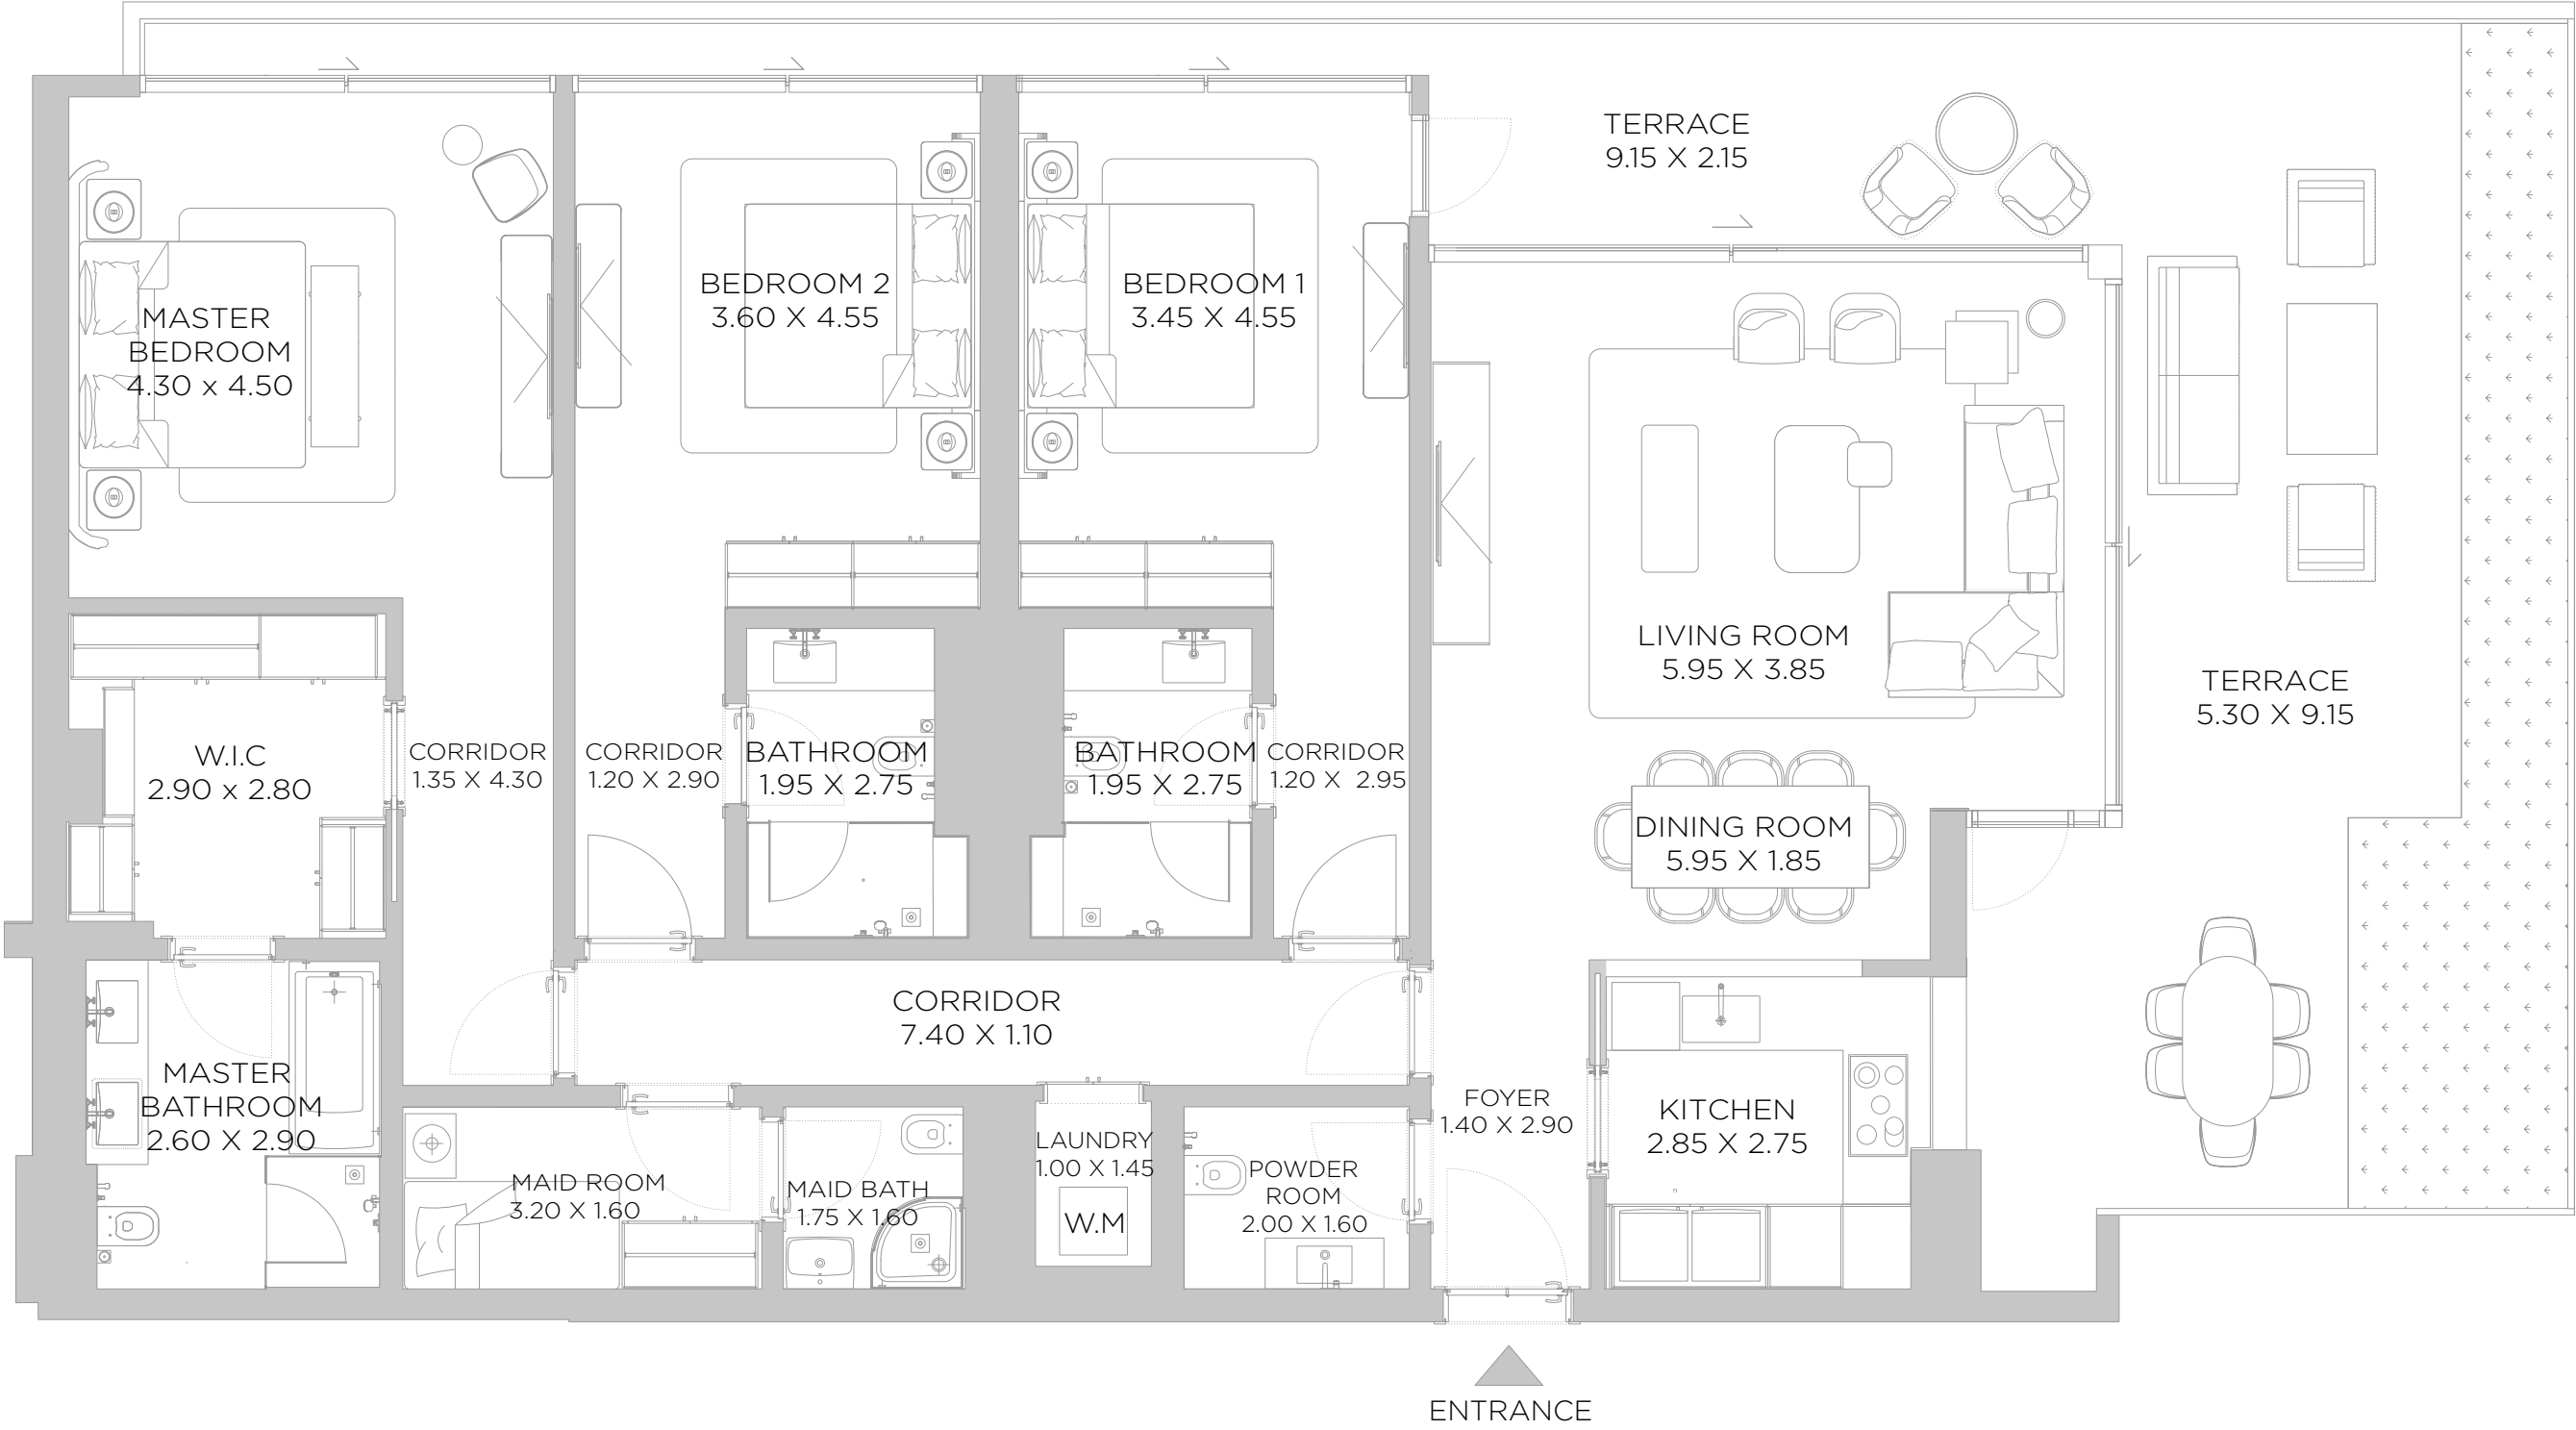 TERRACE
9.15 X 2.15
BEDROOM 2
3.60 X 4.55
BEDROOM 1
3.45 X 4.55
MASTER
BEDROOM
4.30 x 4.50
LIVING ROOM
5.95 X 3.85
TERRACE
5.30 X 9.15
W.I.C
2.90 x 2.80
CORRIDOR
1.35 X 4.30
CORRIDOR
1.20 X 2.90
BATHROOM
1.95 X 2.75
BATHROOM
1.95 X 2.75
CORRIDOR
1.20 X 2.95
DINING ROOM
5.95 X 1.85
CORRIDOR
7.40 X 1.10
MASTER
BATHROOM
2.60 X 2.90
FOYER
1.40 X 2.90
KITCHEN
2.85 X 2.75
LAUNDRY
1.00 X 1.45
W.M
POWDER
ROOM
2.00 X 1.60
MAID ROOM
3.20 X 1.60
MAID BATH
1.75 X 1.60
ENTRANCE